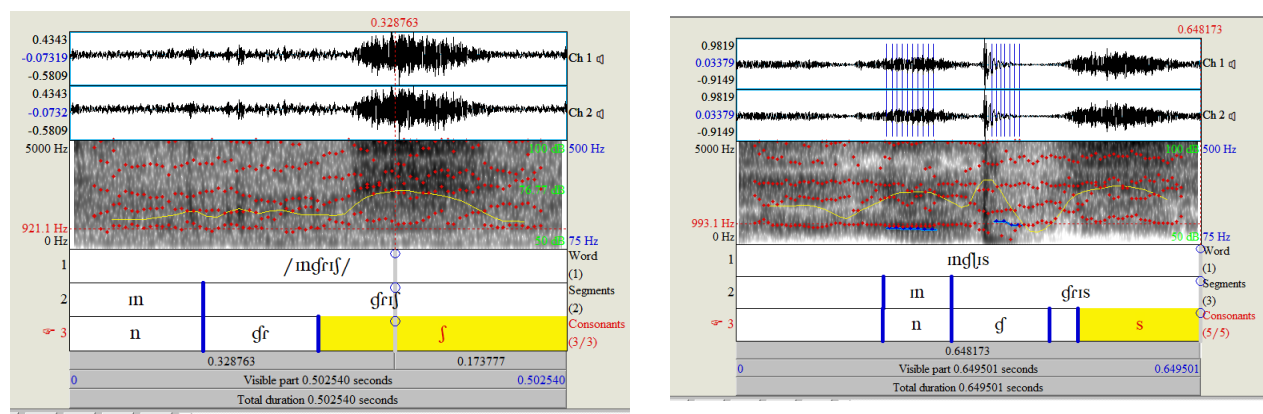 0.328763
0.4343
-0.07319 Ch 1
-0.5809
0.4343
-0.0732 Ch 2
-0.5809
5000 Hz 100 dB 500 Hz
921.1 Hz
0 Hz 50 dB 75 Hz
1 /ɪnɠɾɪʃ/ Word
(1)
2 ɪn ɠɾɪʃ Segments
(2)
3 n ɠɾ ʃ Consonants
(3/3)
0.328763 0.173777
0 Visible part 0.502540 seconds 0.502540
Total duration 0.502540 seconds
0.648173
0.9819
0.03379 Ch 1
-0.9149
0.9819
0.03379 Ch 2
-0.9149
5000 Hz 100 dB 500 Hz
993.1 Hz
0 Hz 50 dB 75 Hz
1 ɪnɠɭɪs Word
(1)
2 ɪn ɠɾɪs Segments
(3)
3 n ɠ s Consonants
(5/5)
0.648173
0 Visible part 0.649501 seconds 0.649501
Total duration 0.649501 seconds